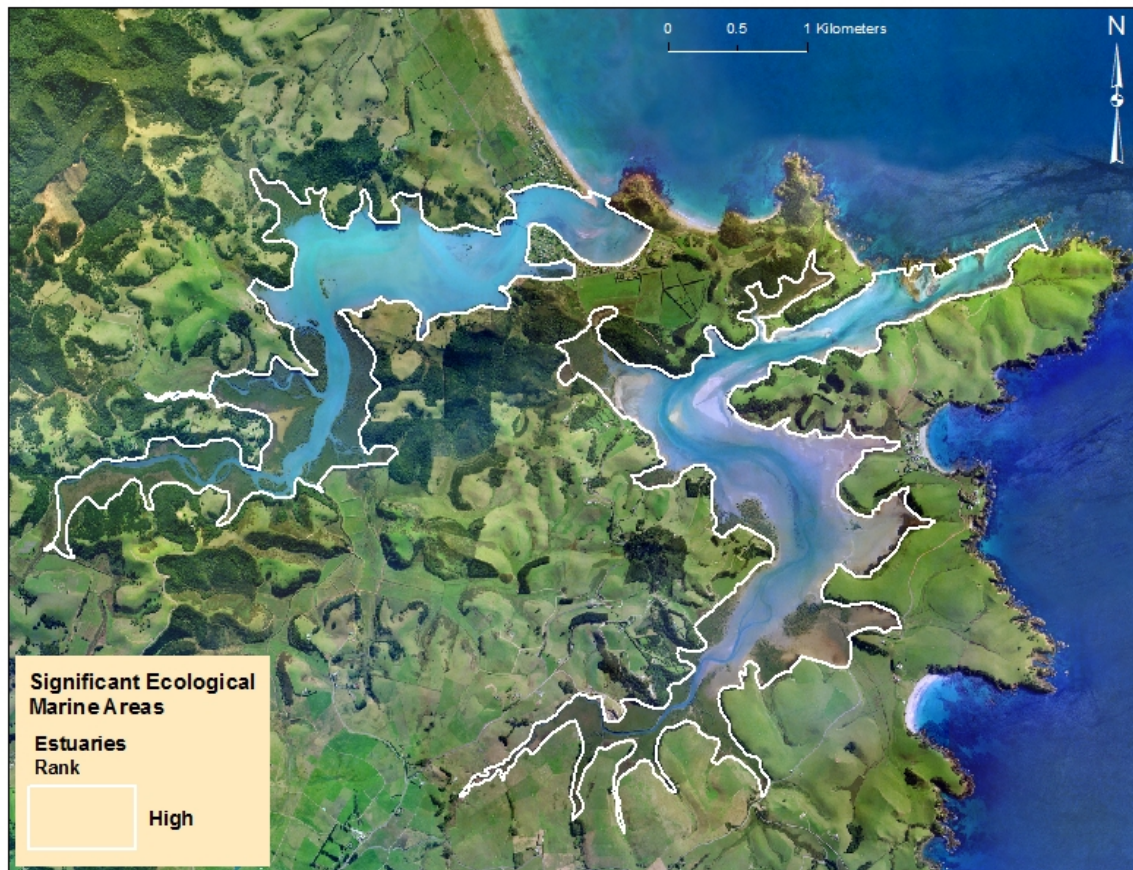 0 0.5 1 Kilometers
N
Significant Ecological
Marine Areas
Estuaries
Rank
High